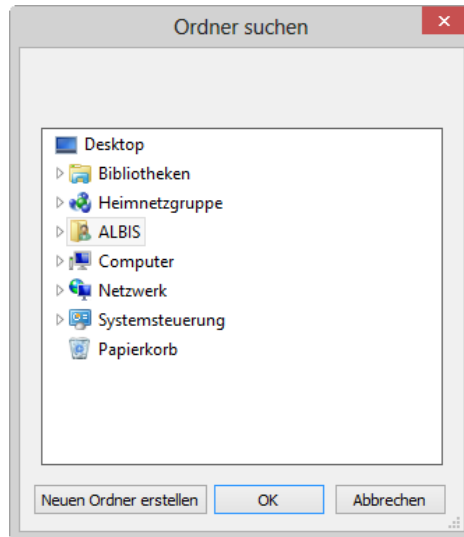 Ordner suchen
Desktop
Bibliotheken
Heimnetzgruppe
ALBIS
Computer
Netzwerk
Systemsteuerung
Papierkorb
Neuen Ordner erstellen OK Abbrechen